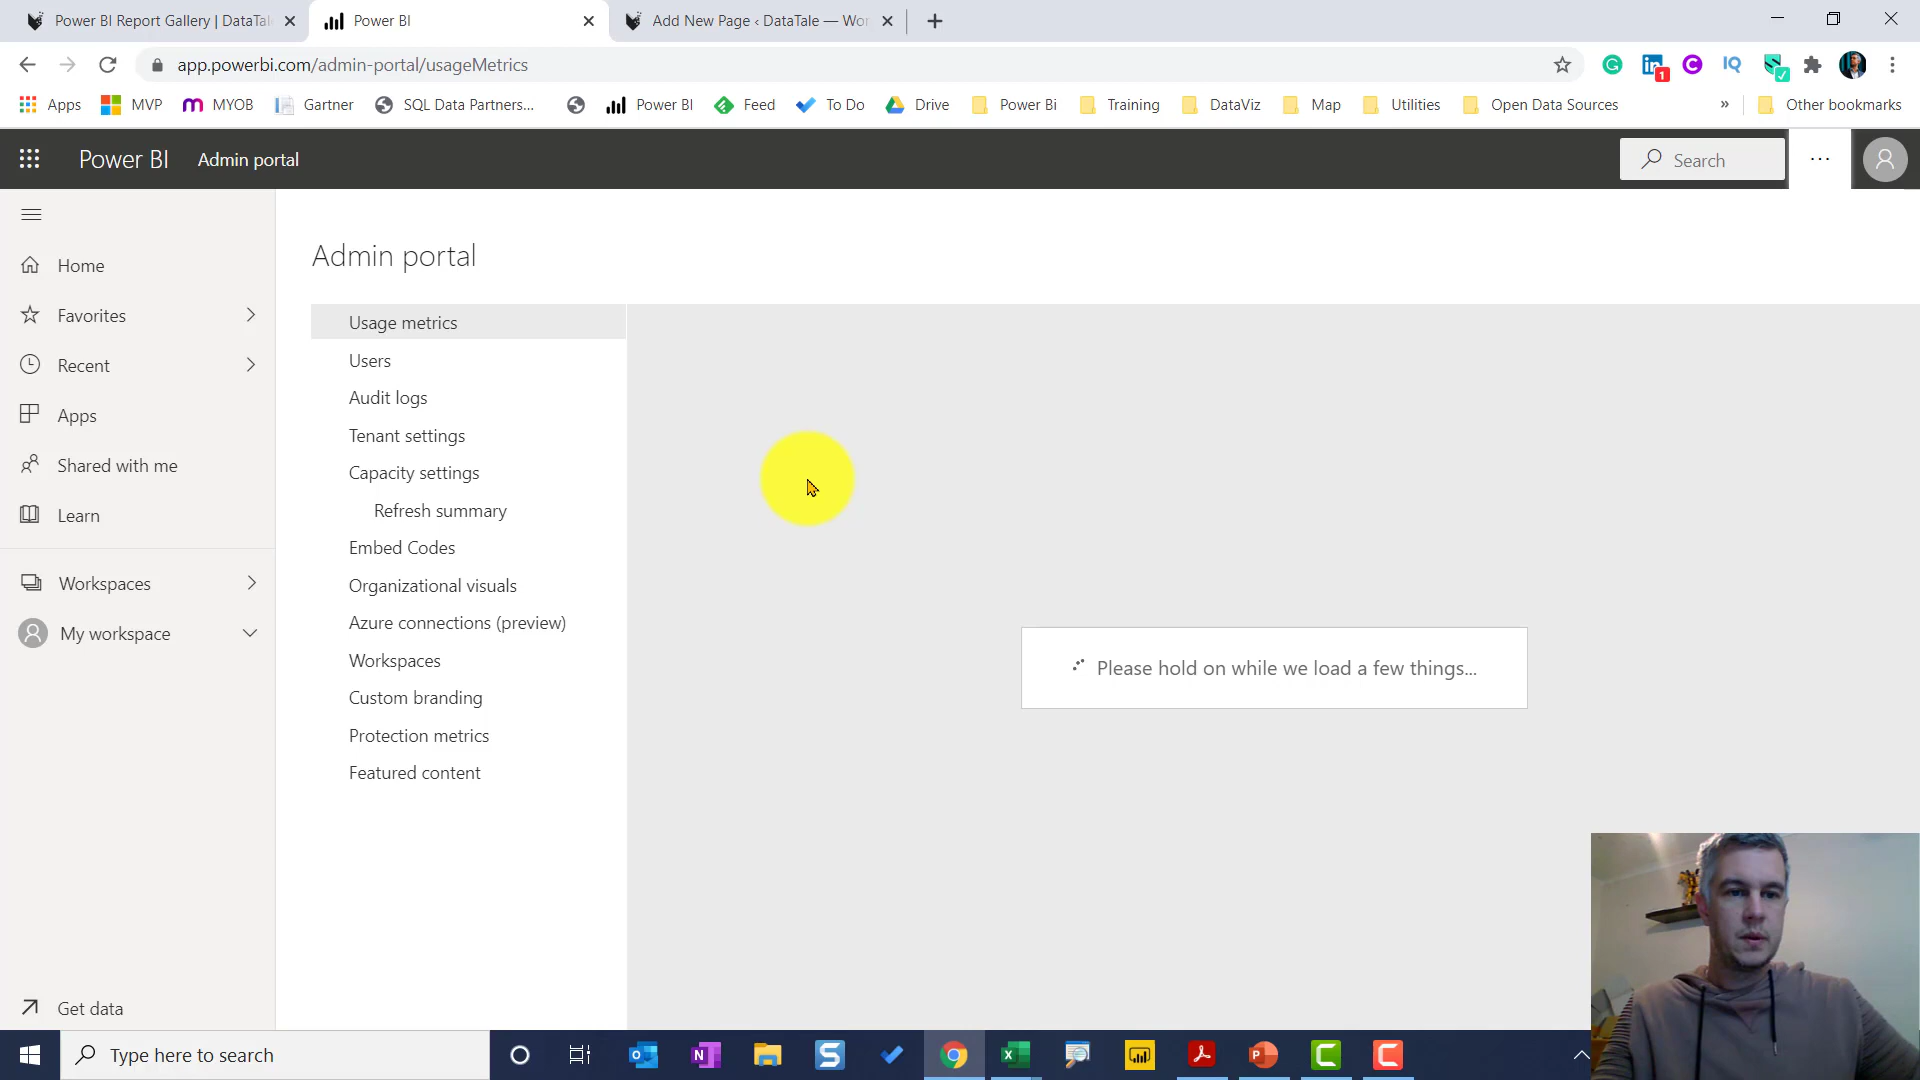 Power BI Report Gallery | DataTal
Power BI
Add New Page ‹ DataTale — Wor
app.powerbi.com/admin-portal/usageMetrics
1
Apps
MVP
MYOB
Gartner
SQL Data Partners...
Power BI
Feed
To Do
Drive
Power Bi
Training
DataViz
Map
Utilities
Open Data Sources
»
Other bookmarks
Power BI
Admin portal
Search
Home
Favorites
Recent
Apps
Shared with me
Learn
Workspaces
My workspace
Get data
Admin portal
Usage metrics
Users
Audit logs
Tenant settings
Capacity settings
Refresh summary
Embed Codes
Organizational visuals
Azure connections (preview)
Workspaces
Custom branding
Protection metrics
Featured content
Please hold on while we load a few things...
Type here to search